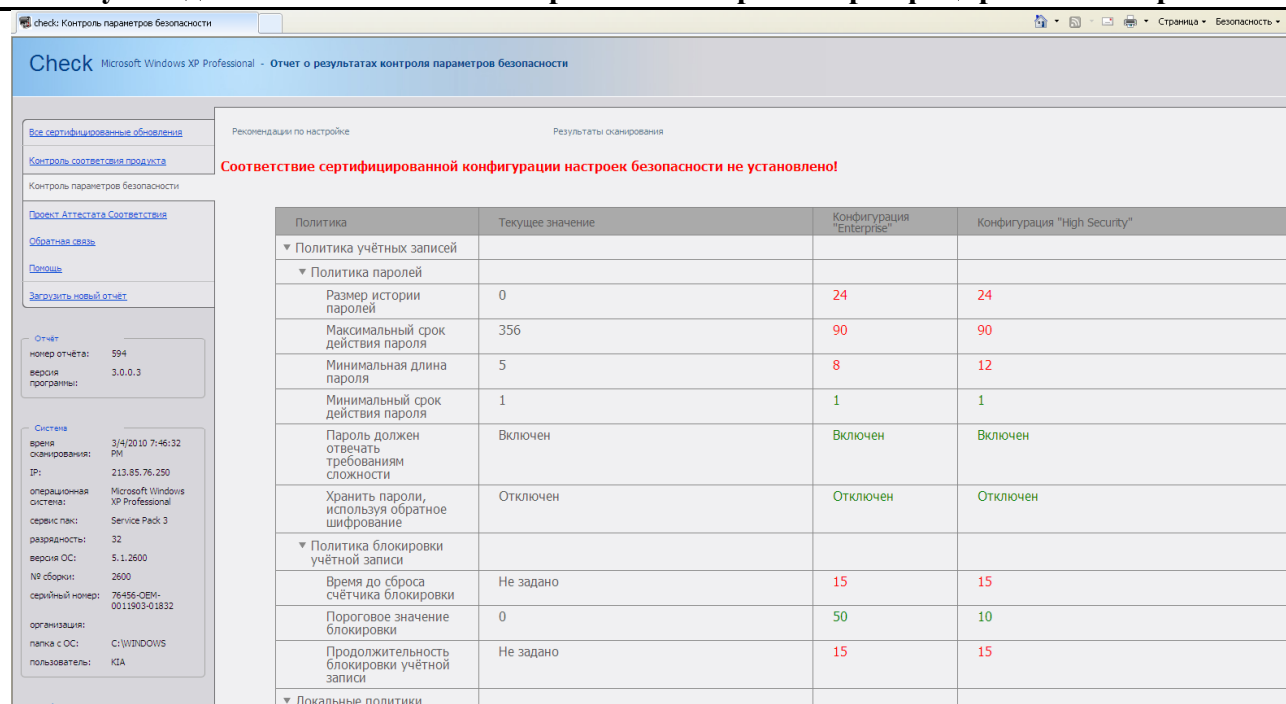 check: Контроль параметров безопасности
Страница
Безопасность
Check Microsoft Windows XP Professional - Отчет о результатах контроля параметров безопасности
Все сертифицированные обновления
Контроль соответсвия продукта
Контроль параметров безопасности
Проект Аттестата Соответствия
Обратная связь
Помощь
Загрузить новый отчёт
Отчёт
номер отчёта: 594
версия 3.0.0.3
программы:
Система
время 3/4/2010 7:46:32
сканирования: PM
IP: 213.85.76.250
операционная Microsoft Windows
система: XP Professional
сервис пак: Service Pack 3
разрядность: 32
версия ОС: 5.1.2600
№ сборки: 2600
серийный номер: 76456-OEM-
0011903-01832
организация:
папка с ОС: C:\WINDOWS
пользователь: KIA
Рекомендации по настройке
Результаты сканирования
Соответствие сертифицированной конфигурации настроек безопасности не установлено!
Политика Текущее значение Конфигурация "Enterprise" Конфигурация "High Security"
Политика учётных записей
Политика паролей
Размер истории 0 24 24
паролей
Максимальный срок 356 90 90
действия пароля
Минимальная длина 5 8 12
пароля
Минимальный срок 1 1 1
действия пароля
Пароль должен Включен Включен Включен
отвечать
требованиям
сложности
Хранить пароли, Отключен Отключен Отключен
используя обратное
шифрование
Политика блокировки
учётной записи
Время до сброса Не задано 15 15
счётчика блокировки
Пороговое значение 0 50 10
блокировки
Продолжительность Не задано 15 15
блокировки учётной
записи
Локальные политики